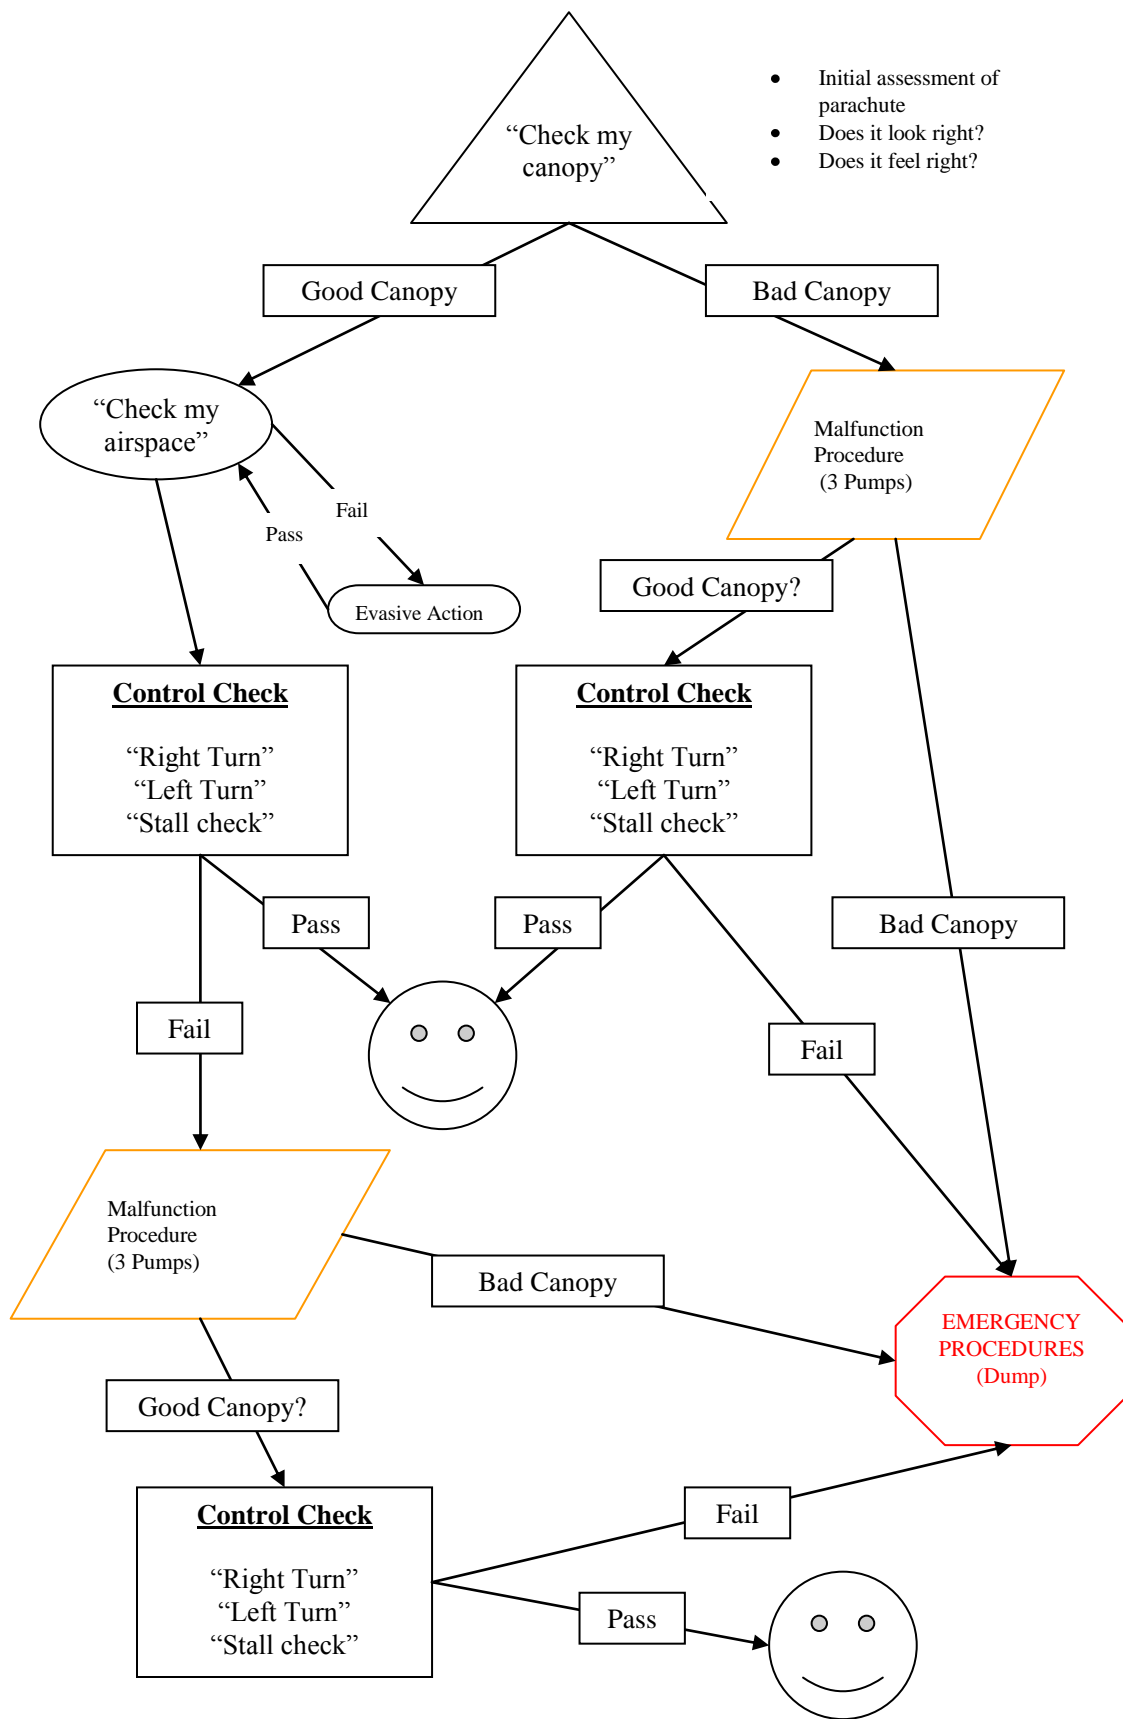 “Check my
canopy”
• Initial assessment of
parachute
• Does it look right?
• Does it feel right?
Good Canopy
Bad Canopy
“Check my
airspace”
Malfunction
Procedure
(3 Pumps)
Fail
Pass
Evasive Action
Good Canopy?
Control Check
“Right Turn”
“Left Turn”
“Stall check”
Control Check
“Right Turn”
“Left Turn”
“Stall check”
Pass
Pass
Bad Canopy
Fail
Fail
Malfunction
Procedure
(3 Pumps)
Bad Canopy
EMERGENCY
PROCEDURES
(Dump)
Good Canopy?
Control Check
“Right Turn”
“Left Turn”
“Stall check”
Fail
Pass